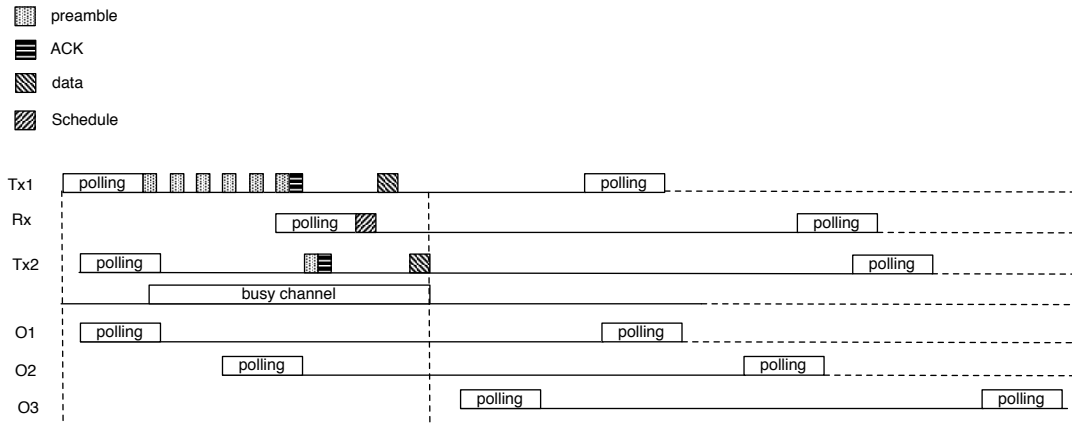 preamble
ACK
data
Schedule
Tx1 polling polling
Rx polling polling
Tx2 polling polling
busy channel
O1 polling polling
O2 polling polling
O3 polling polling